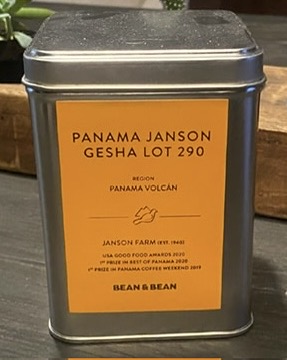 PANAMA JANSON
GESHA LOT 290
REGION
PANAMA VOLCÁN
JANSON FARM (EST. 1940)
USA GOOD FOOD AWARDS 2020
1ST PRIZE IN BEST OF PANAMA 2020
1ST PRIZE IN PANAMA COFFEE WEEKEND 2019
BEAN & BEAN